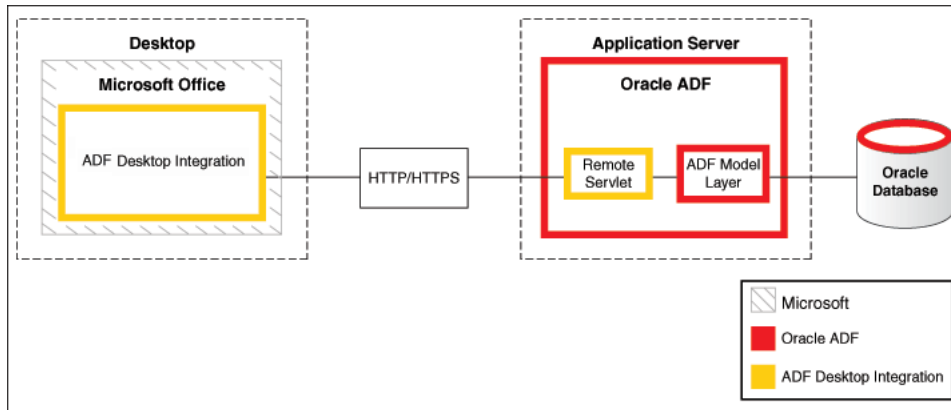 Desktop
Microsoft Office
ADF Desktop Integration
HTTP/HTTPS
Application Server
Oracle ADF
Remote
Servlet
ADF Model
Layer
Oracle
Database
Microsoft
Oracle ADF
ADF Desktop Integration